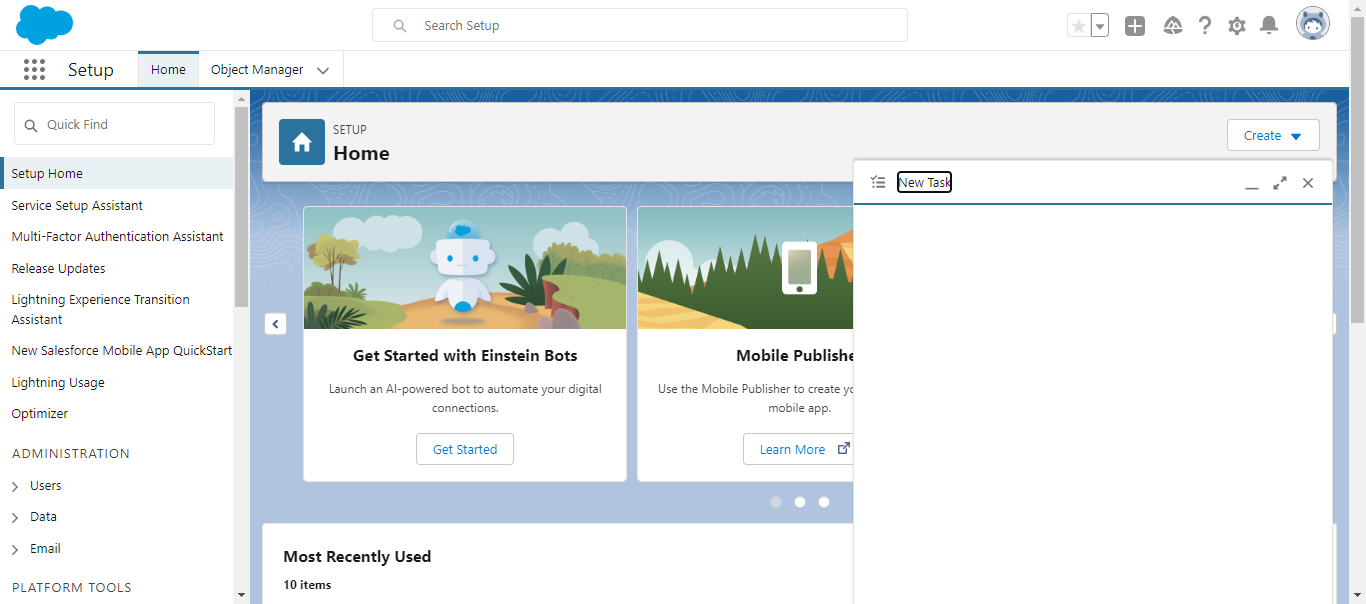 Search Setup
Setup
Home
Object Manager
Quick Find
Setup Home
Service Setup Assistant
Multi-Factor Authentication Assistant
Release Updates
Lightning Experience Transition
Assistant
New Salesforce Mobile App QuickStart
Lightning Usage
Optimizer
ADMINISTRATION
Users
Data
Email
PLATFORM TOOLS
SETUP
Home
Create
Get Started with Einstein Bots
Launch an AI-powered bot to automate your digital
connections.
Get Started
Mobile Publishe
Use the Mobile Publisher to create yo
mobile app.
Learn More
Most Recently Used
10 items
New Task